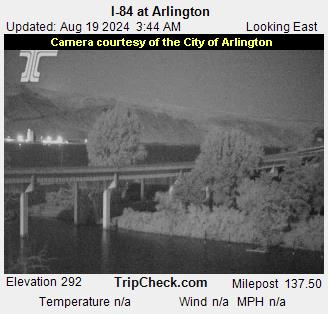 I-84 at Arlington
Updated: Aug 19 2024 3:44 AM Looking East
Camera courtesy of the City of Arlington
Elevation 292 TripCheck.com Milepost 137.50
Temperature n/a Wind n/a MPH n/a